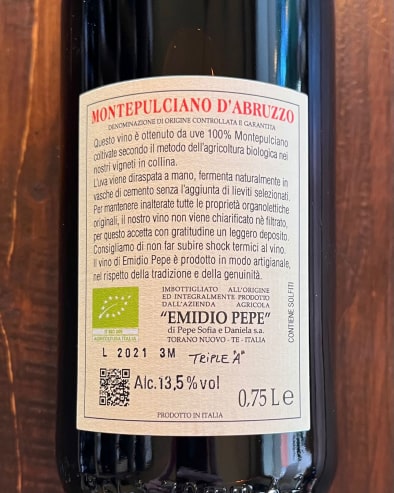 MONTEPULCIANO D'ABRUZZO
DENOMINAZIONE DI ORIGINE CONTROLLATA E GARANTITA
Questo vino è ottenuto da uve 100% Montepulciano
coltivate secondo il metodo dell'agricoltura biologica nei
nostri vigneti in collina.
L'uva viene diraspata a mano, fermenta naturalmente in
vasche di cemento senza l'aggiunta di lieviti selezionati.
Per mantenere inalterate tutte le proprietà organolettiche
originali, il nostro vino non viene chiarificato nè filtrato,
per questo accetta con gratitudine un leggero deposito.
Consigliamo di non far subire shock termici al vino.
Il vino di Emidio Pepe è prodotto in modo artigianale,
nel rispetto della tradizione e della genuinità.
IMBOTTIGLIATO ALL'ORIGINE
ED INTEGRALMENTE PRODOTTO
DALL'AZIENDA AGRICOLA
"EMIDIO PEPE"
di Pepe Sofia e Daniela s.a.
TORANO NUOVO - TE - ITALIA
CONTIENE SOLFITI
AGRICOLTURA ITALIA
L 2021 3M TRIPLE "A"
Alc.13,5% vol
0,75 L e
PRODOTTO IN ITALIA